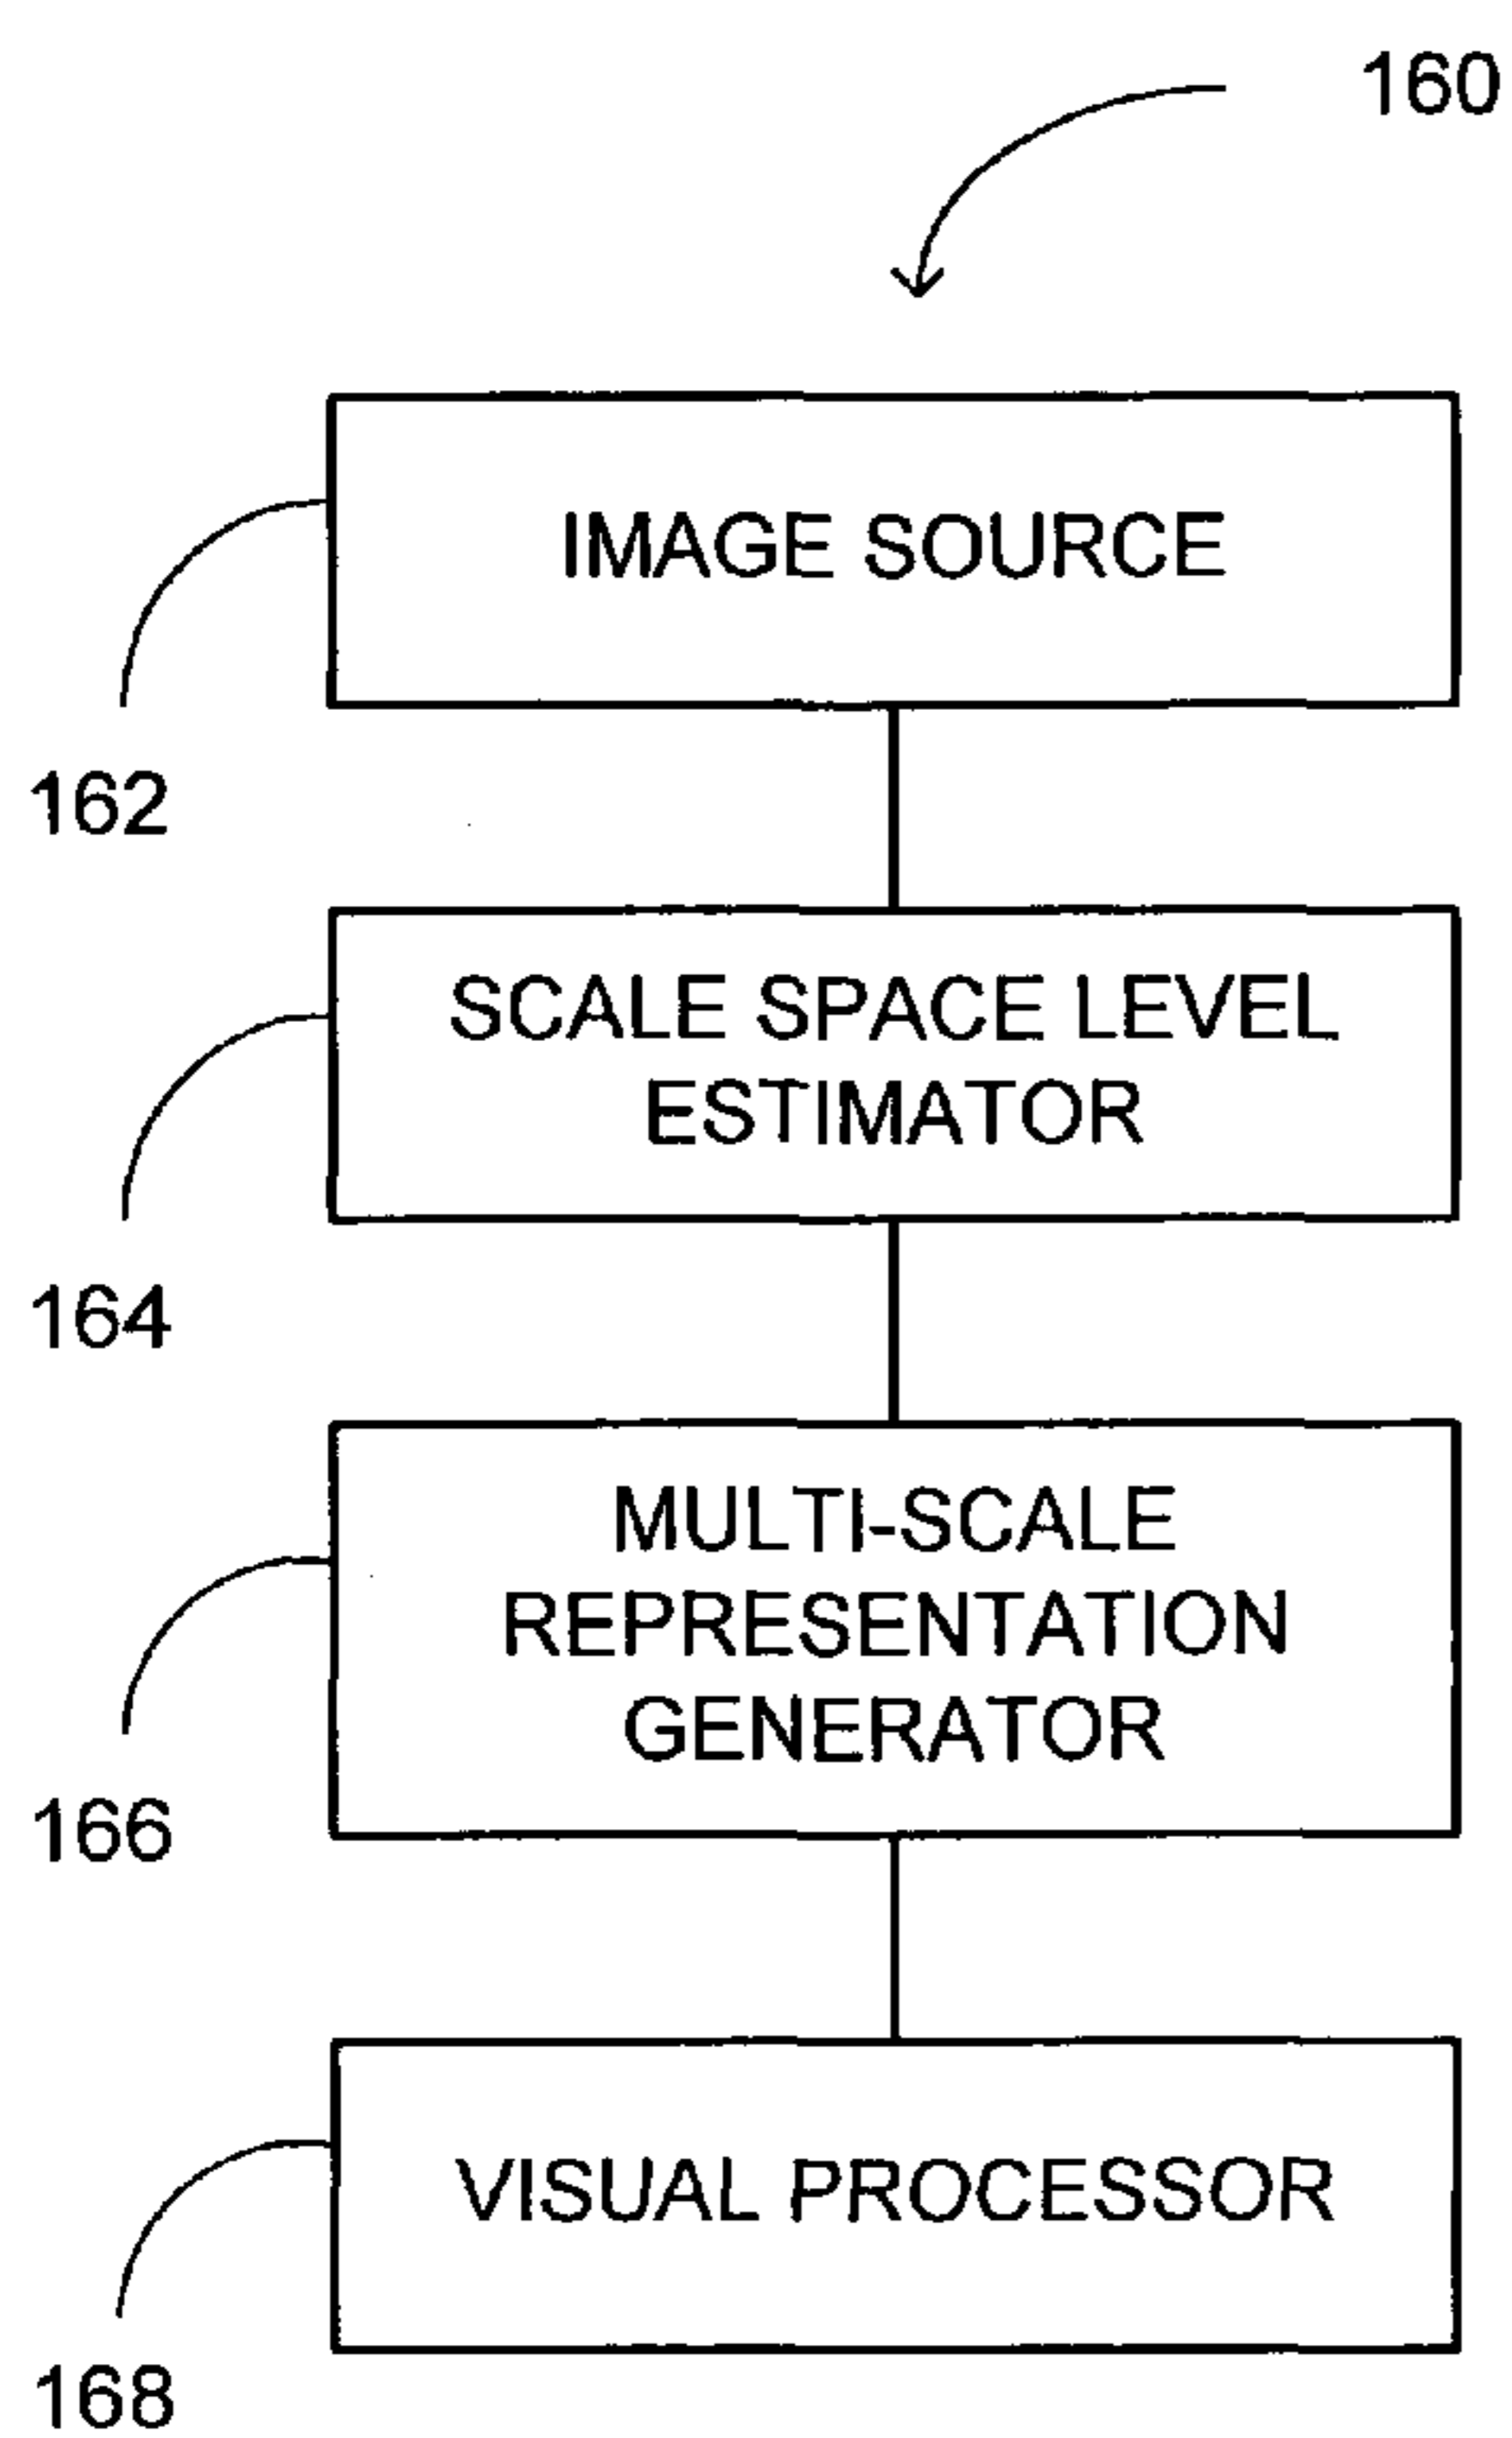 160
IMAGE SOURCE
162
SCALE SPACE LEVEL
ESTIMATOR
164
MULTI-SCALE
REPRESENTATION
GENERATOR
166
VISUAL PROCESSOR
168